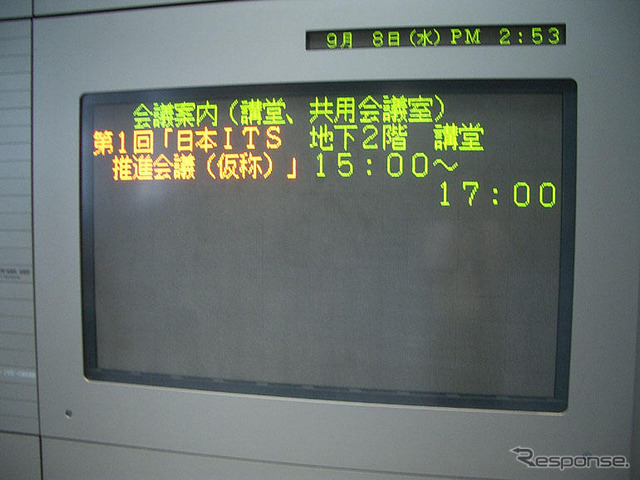 9月 8日(水) PM 2:53
会議案内(講堂、共用会議室)
第1回「日本ITS 地下2階 講堂
推進会議(仮称)」15:00～
17:00
Response.